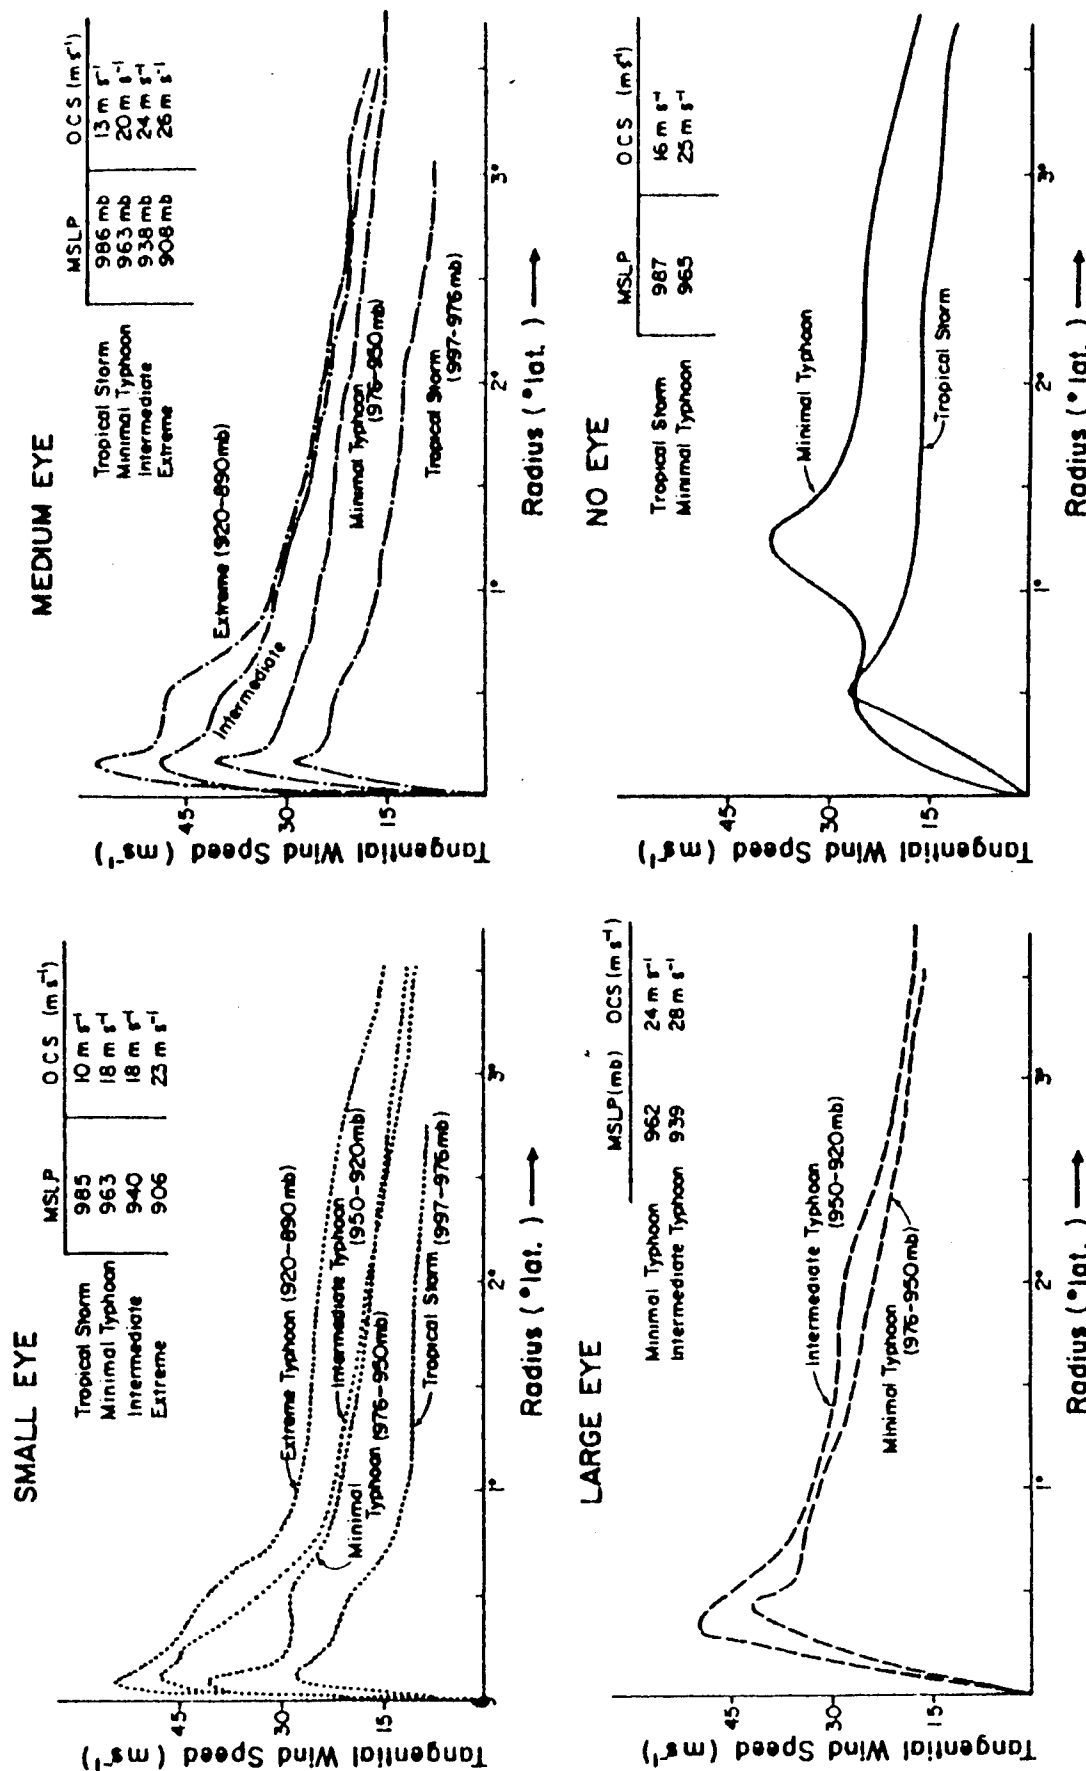 SMALL EYE
MSLP OCS (m s⁻¹)
Tropical Storm 985 10 m s⁻¹
Minimal Typhoon 963 18 m s⁻¹
Intermediate 940 18 m s⁻¹
Extreme 906 23 m s⁻¹
Extreme Typhoon (920-890mb)
Intermediate Typhoon
(950-920mb)
Minimal
Typhoon (976-950mb)
Tropical Storm
(997-976mb)
45
30
15
Tangential Wind Speed (ms⁻¹)
1° 2° 3°
Radius (°lat.)
MEDIUM EYE
MSLP OCS (m s⁻¹)
Tropical Storm 986 mb 13 m s⁻¹
Minimal Typhoon 963 mb 20 m s⁻¹
Intermediate 938 mb 24 m s⁻¹
Extreme 908 mb 26 m s⁻¹
Extreme (920-890mb)
Intermediate
Minimal Typhoon
(976-950mb)
Tropical Storm
(997-976mb)
45
30
15
Tangential Wind Speed (ms⁻¹)
1° 2° 3°
Radius (°lat.)
LARGE EYE
MSLP(mb) OCS (m s⁻¹)
Minimal Typhoon 962 24 m s⁻¹
Intermediate Typhoon 939 28 m s⁻¹
Intermediate Typhoon
(950-920mb)
Minimal Typhoon
(976-950mb)
45
30
15
Tangential Wind Speed (ms⁻¹)
1° 2° 3°
Radius (°lat.)
NO EYE
MSLP OCS (m s⁻¹)
Tropical Storm 987 16 m s⁻¹
Minimal Typhoon 965 25 m s⁻¹
Minimal Typhoon
Tropical Storm
45
30
15
Tangential Wind Speed (ms⁻¹)
1° 2° 3°
Radius (°lat.)